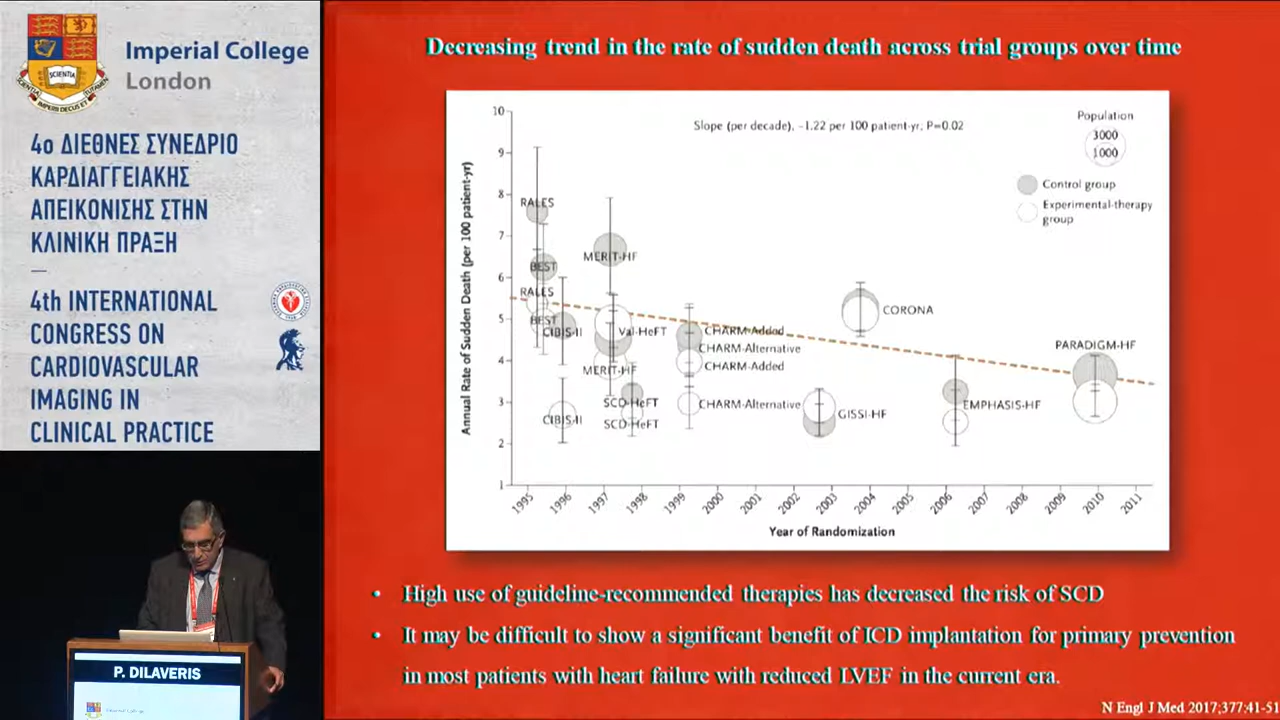 SCIENTIA
IMPERII DECUS ET TUTAMEN
Imperial College
London
4ο ΔΙΕΘΝΕΣ ΣΥΝΕΔΡΙΟ
ΚΑΡΔΙΑΓΓΕΙΑΚΗΣ
ΑΠΕΙΚΟΝΙΣΗΣ ΣΤΗΝ
ΚΛΙΝΙΚΗ ΠΡΑΞΗ
4th INTERNATIONAL
CONGRESS ON
CARDIOVASCULAR
IMAGING IN
CLINICAL PRACTICE
P. DILAVERIS
Imperial College
Decreasing trend in the rate of sudden death across trial groups over time
Slope (per decade), −1.22 per 100 patient-yr; P=0.02
Population
3000
1000
Control group
Experimental-therapy
group
Annual Rate of Sudden Death (per 100 patient-yr)
10
9
8
7
6
5
4
3
2
1
RALES
MERIT-HF
BEST
RALES
BEST
CIBIS-II
Val-HeFT
MERIT-HF
SCD-HeFT
CIBIS-II
SCD-HeFT
CHARM-Added
CHARM-Alternative
CHARM-Added
CHARM-Alternative
CORONA
GISSI-HF
EMPHASIS-HF
PARADIGM-HF
1995 1996 1997 1998 1999 2000 2001 2002 2003 2004 2005 2006 2007 2008 2009 2010 2011
Year of Randomization
• High use of guideline-recommended therapies has decreased the risk of SCD
• It may be difficult to show a significant benefit of ICD implantation for primary prevention
in most patients with heart failure with reduced LVEF in the current era.
N Engl J Med 2017;377:41-51